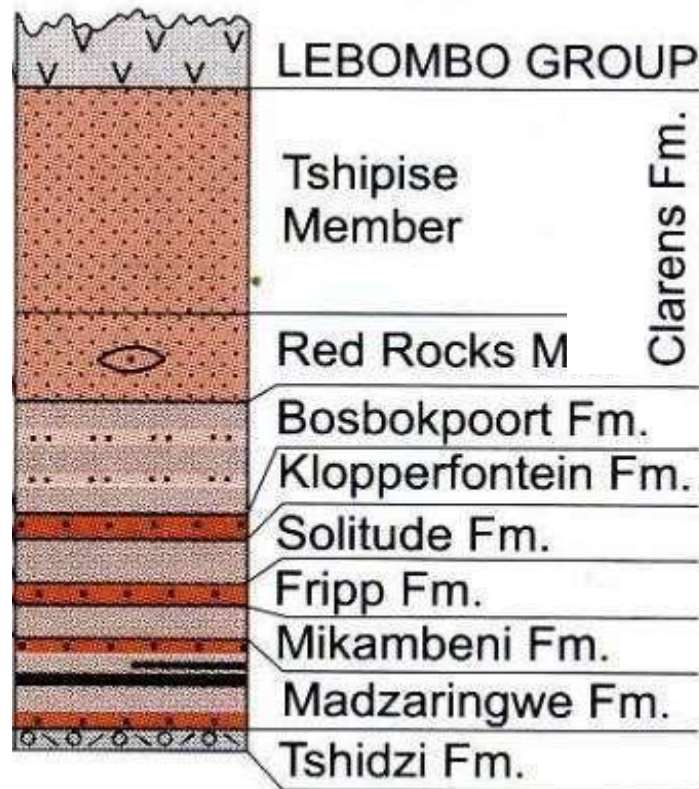 LEBOMBO GROUP
Tshipise
Member
Clarens Fm.
Red Rocks M
Bosbokpoort Fm.
Klopperfontein Fm.
Solitude Fm.
Fripp Fm.
Mikambeni Fm.
Madzaringwe Fm.
Tshidzi Fm.